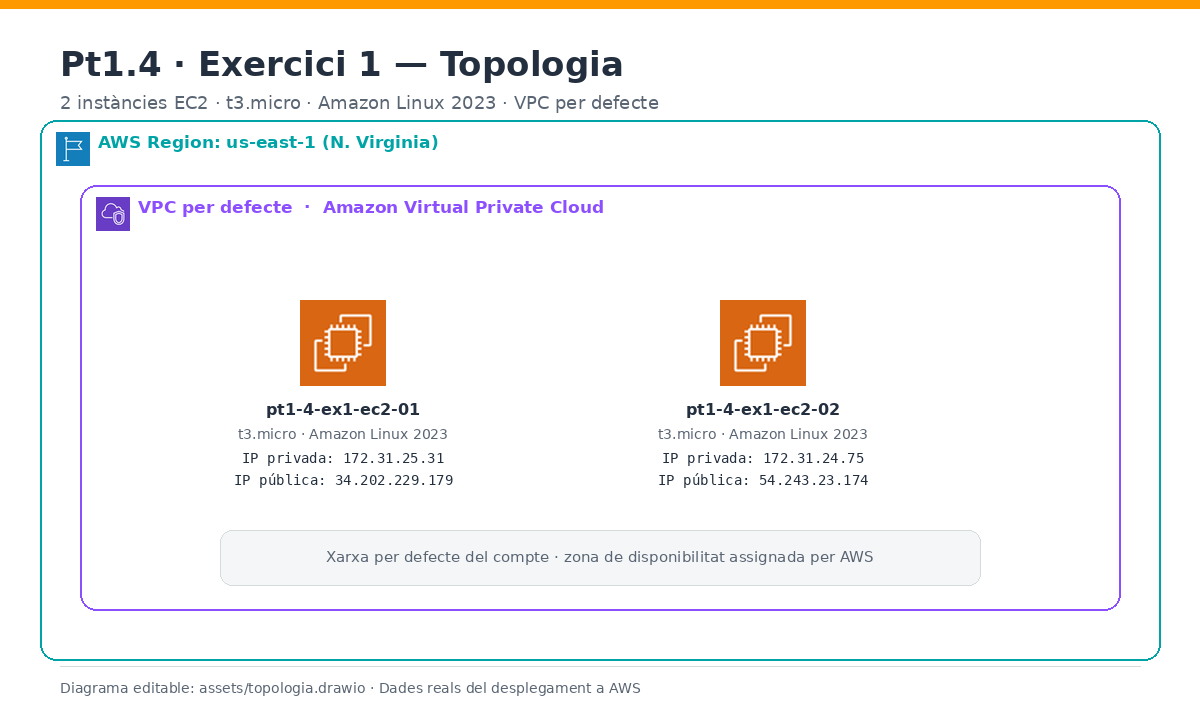 Pt1.4 · Exercici 1 — Topologia
2 instàncies EC2 · t3.micro · Amazon Linux 2023 · VPC per defecte
AWS Region: us-east-1 (N. Virginia)
VPC per defecte · Amazon Virtual Private Cloud
pt1-4-ex1-ec2-01
t3.micro · Amazon Linux 2023
IP privada: 172.31.25.31
IP pública: 34.202.229.179
pt1-4-ex1-ec2-02
t3.micro · Amazon Linux 2023
IP privada: 172.31.24.75
IP pública: 54.243.23.174
Xarxa per defecte del compte · zona de disponibilitat assignada per AWS
Diagrama editable: assets/topologia.drawio · Dades reals del desplegament a AWS